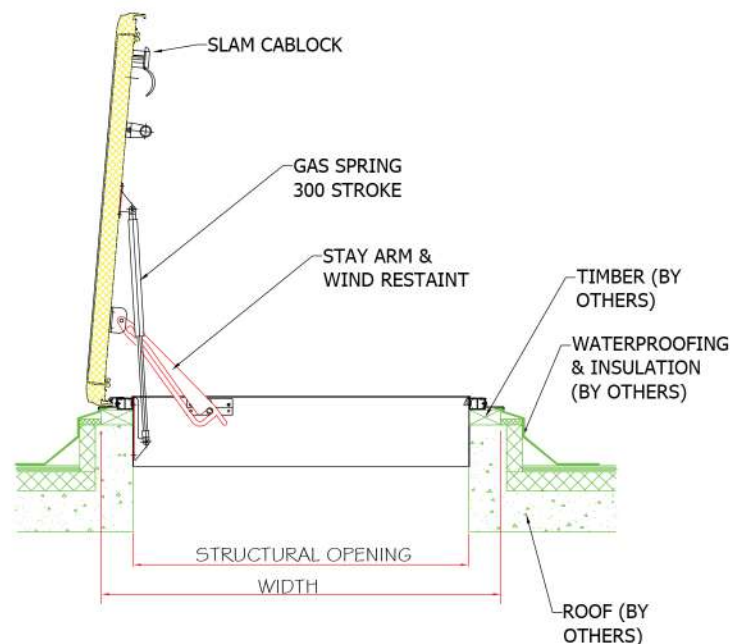 SLAM CABLOCK
GAS SPRING
300 STROKE
STAY ARM &
WIND RESTAINT
TIMBER (BY
OTHERS)
WATERPROOFING
& INSULATION
(BY OTHERS)
STRUCTURAL OPENING
WIDTH
ROOF (BY
OTHERS)